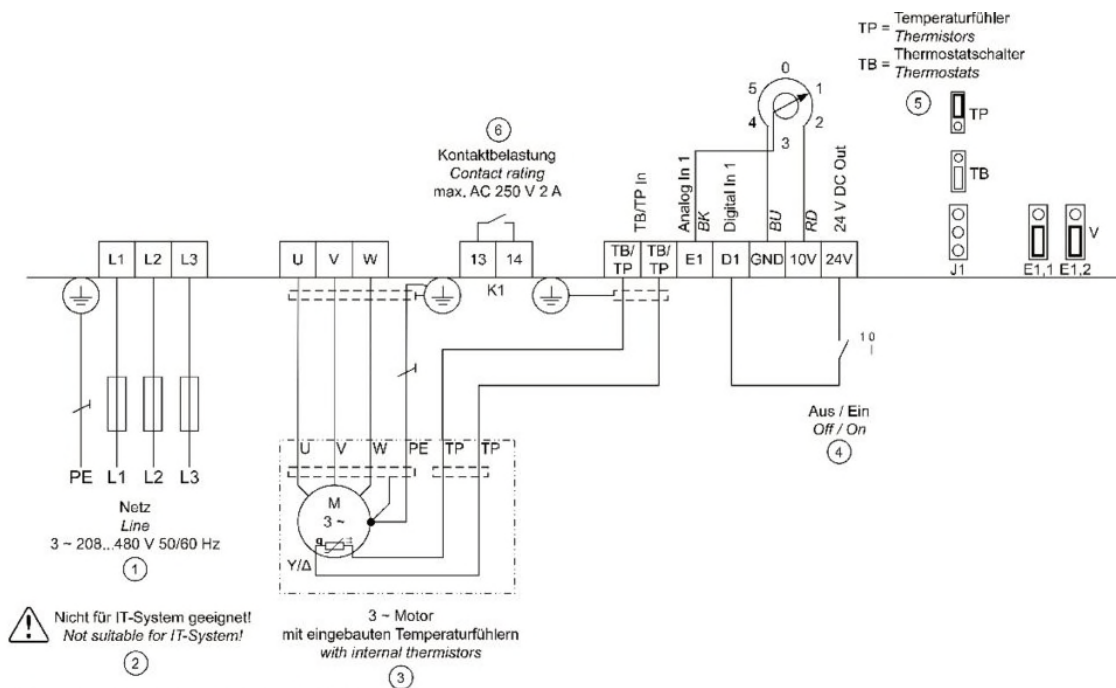 TP = Temperaturfühler
Thermistors
TB = Thermostatschalter
Thermostats
5
TP
TB
J1
E1,1
E1,2
V
0
1
2
3
4
5
6
Kontaktbelastung
Contact rating
max. AC 250 V 2 A
TB/TP In
Analog In 1
BK
Digital In 1
BU
RD
24 V DC Out
L1 L2 L3
U V W
13 14
TB/TP TB/TP E1 D1 GND 10V 24V
K1
1 0
I
Aus / Ein
Off / On
4
PE L1 L2 L3
Netz
Line
3 ~ 208...480 V 50/60 Hz
1
U V W PE TP TP
M
3 ~
Y/Δ
Nicht für IT-System geeignet!
Not suitable for IT-System!
2
3 ~ Motor
mit eingebauten Temperaturfühlern
with internal thermistors
3